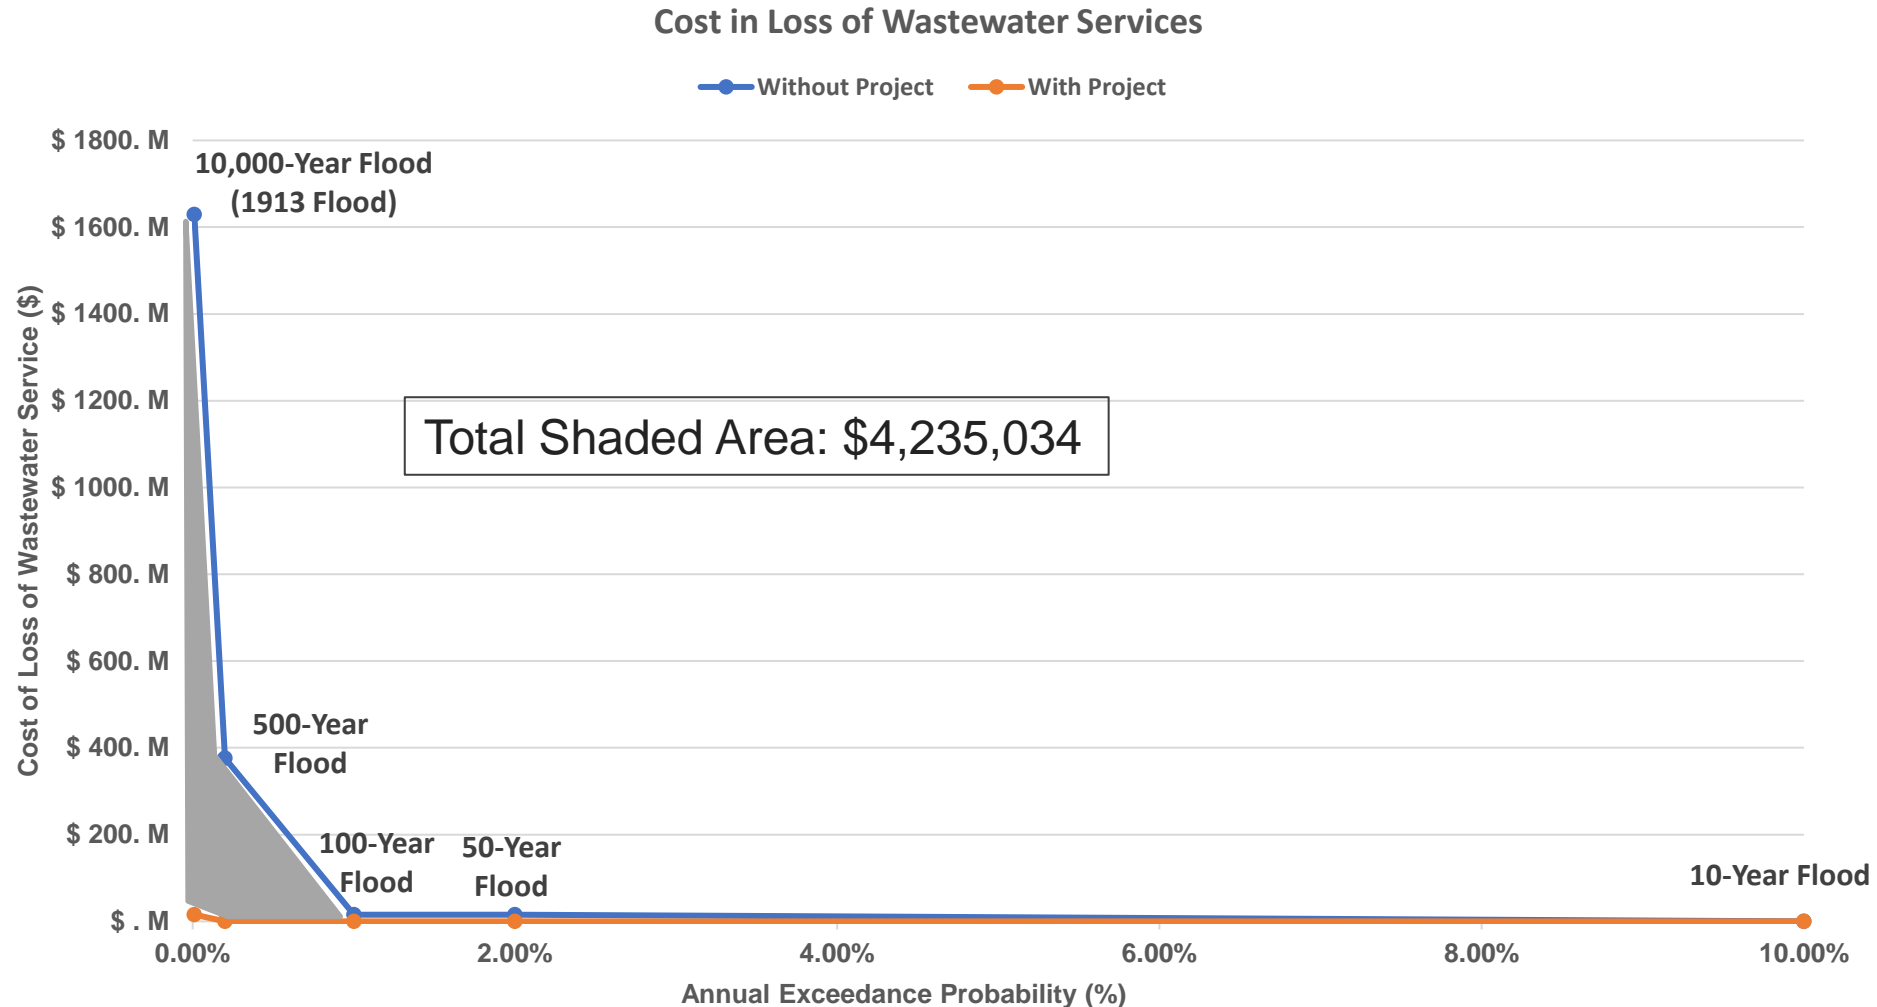 Cost in Loss of Wastewater Services
Without Project
With Project
$ 1800. M
$ 1600. M
$ 1400. M
$ 1200. M
$ 1000. M
$ 800. M
$ 600. M
$ 400. M
$ 200. M
$ . M
Cost of Loss of Wastewater Service ($)
10,000-Year Flood
(1913 Flood)
Total Shaded Area: $4,235,034
500-Year
Flood
100-Year
Flood
50-Year
Flood
10-Year Flood
0.00%
2.00%
4.00%
6.00%
8.00%
10.00%
Annual Exceedance Probability (%)